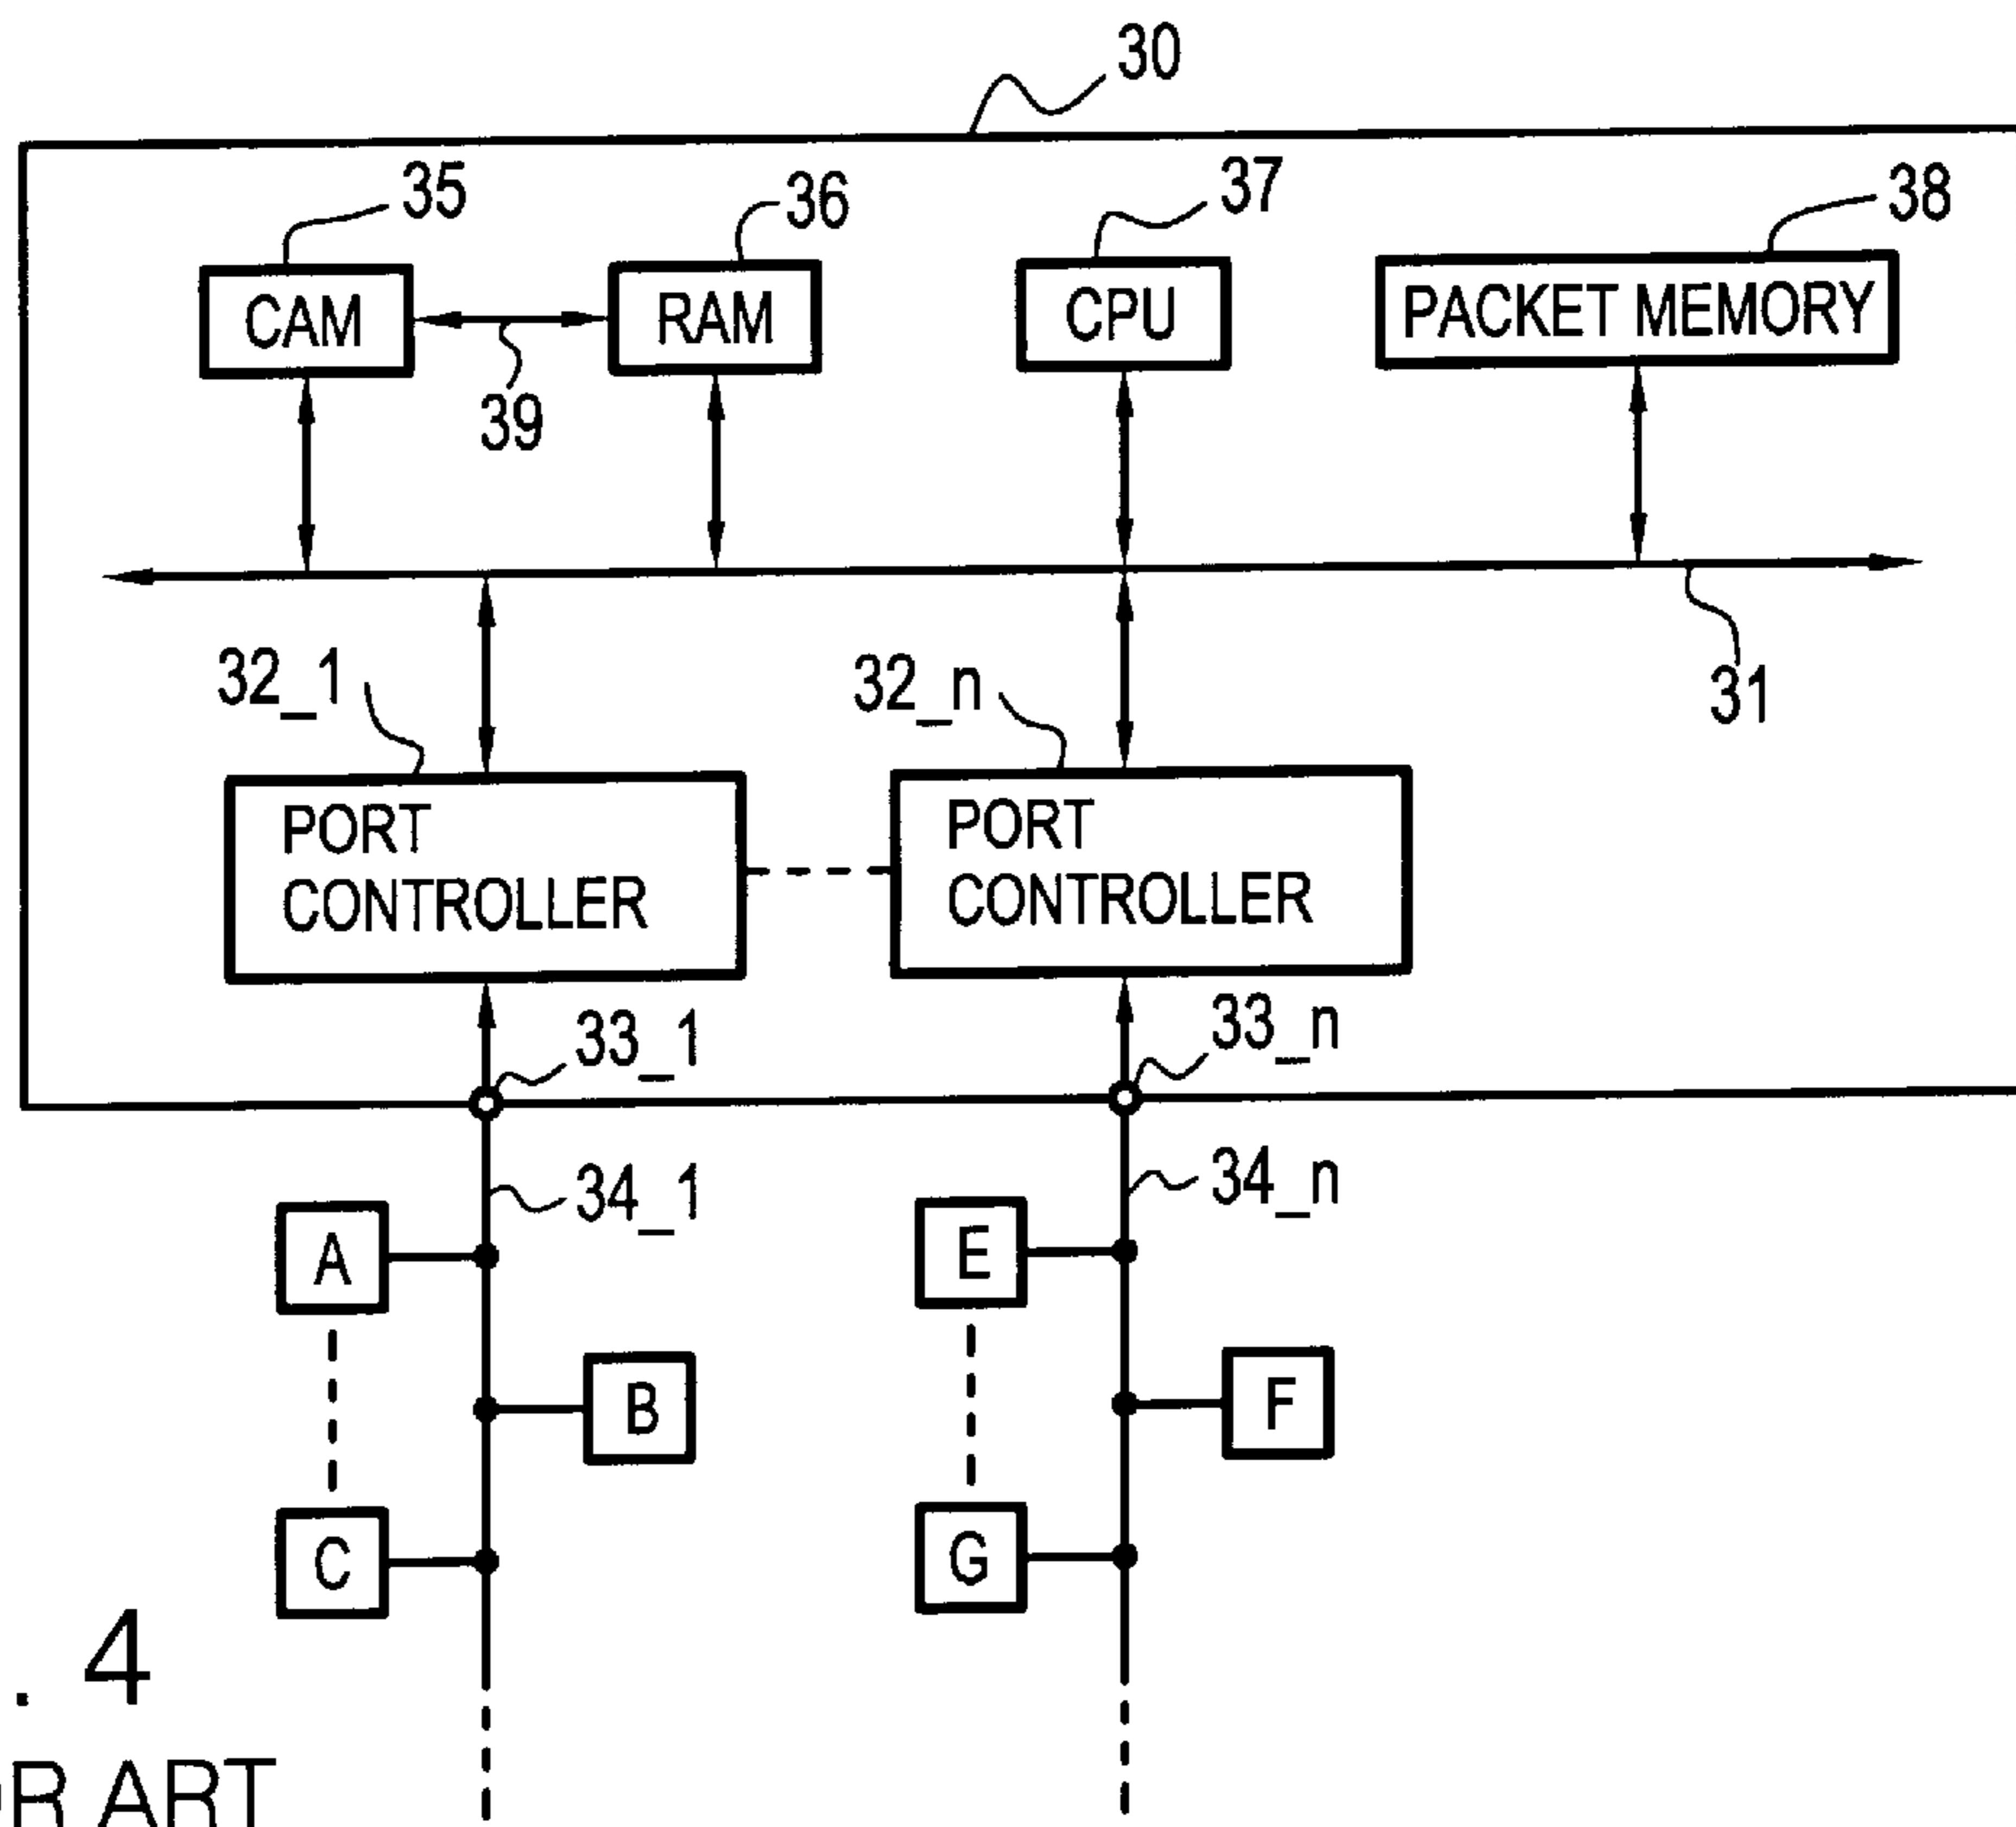 30
35
36
37
38
CAM
RAM
CPU
PACKET MEMORY
39
31
32_1
32_n
PORT
CONTROLLER
PORT
CONTROLLER
33_1
33_n
34_1
34_n
A
E
B
F
C
G
. 4
ART